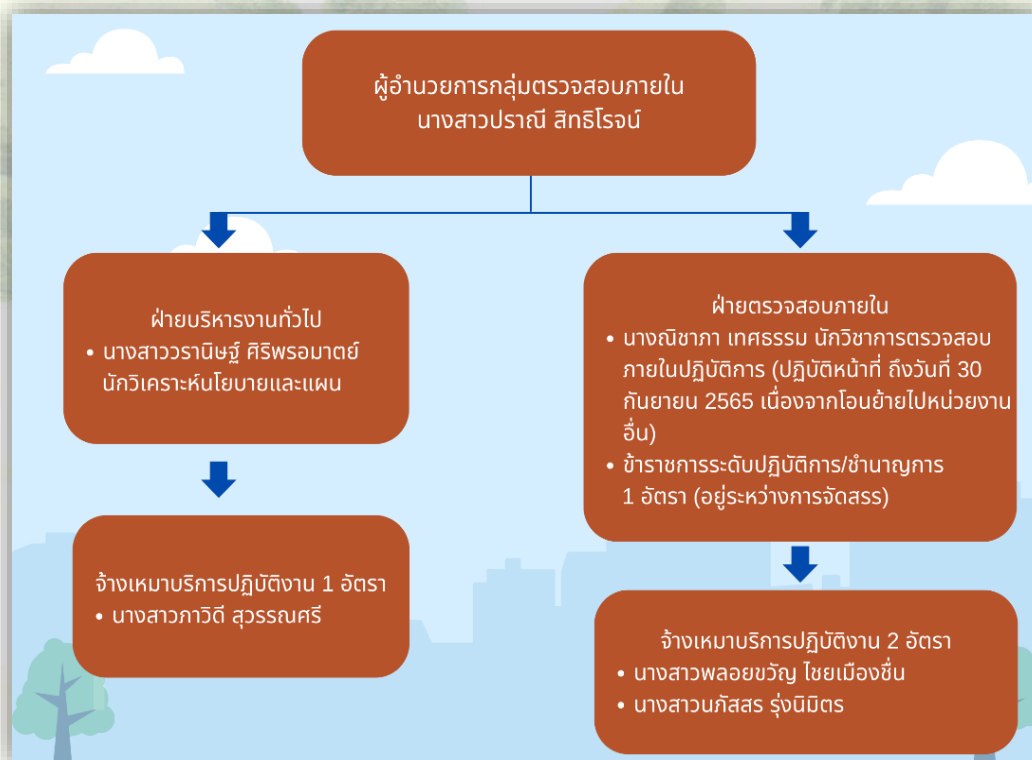 ผู้อำนวยการกลุ่มตรวจสอบภายใน
นางสาวปราณี สิทธิโรจน์
ฝ่ายบริหารงานทั่วไป
• นางสาววรานิษฐ์ ศิริพรอมาตย์
นักวิเคราะห์นโยบายและแผน
จ้างเหมาบริการปฏิบัติงาน 1 อัตรา
• นางสาวภาวิดี สุวรรณศรี
ฝ่ายตรวจสอบภายใน
• นางณิชาภา เทศธรรม นักวิชาการตรวจสอบ
ภายในปฏิบัติการ (ปฏิบัติหน้าที่ ถึงวันที่ 30
กันยายน 2565 เนื่องจากโอนย้ายไปหน่วยงาน
อื่น)
• ข้าราชการระดับปฏิบัติการ/ชำนาญการ
1 อัตรา (อยู่ระหว่างการจัดสรร)
จ้างเหมาบริการปฏิบัติงาน 2 อัตรา
• นางสาวพลอยขวัญ ไชยเมืองชื่น
• นางสาวนภัสสร รุ่งนิมิตร